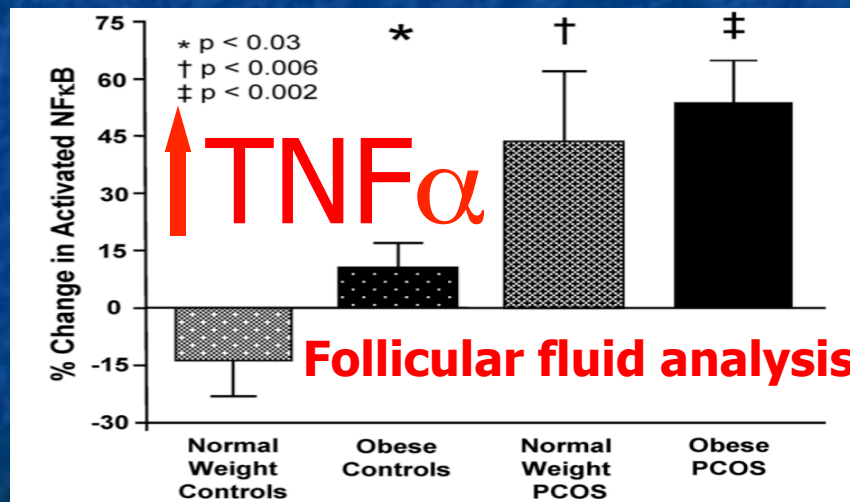 % Change in Activated NFκB
75
60
45
30
15
0
-15
-30
* p < 0.03
† p < 0.006
‡ p < 0.002
*
†
‡
TNFα
Follicular fluid analysis
Normal
Weight
Controls
Obese
Controls
Normal
Weight
PCOS
Obese
PCOS